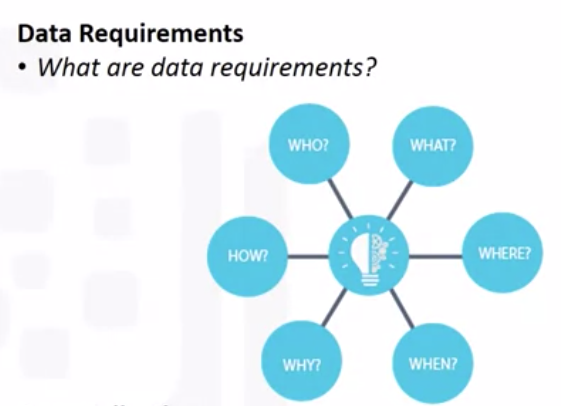 Data Requirements
• What are data requirements?
WHO?
WHAT?
HOW?
WHERE?
WHY?
WHEN?